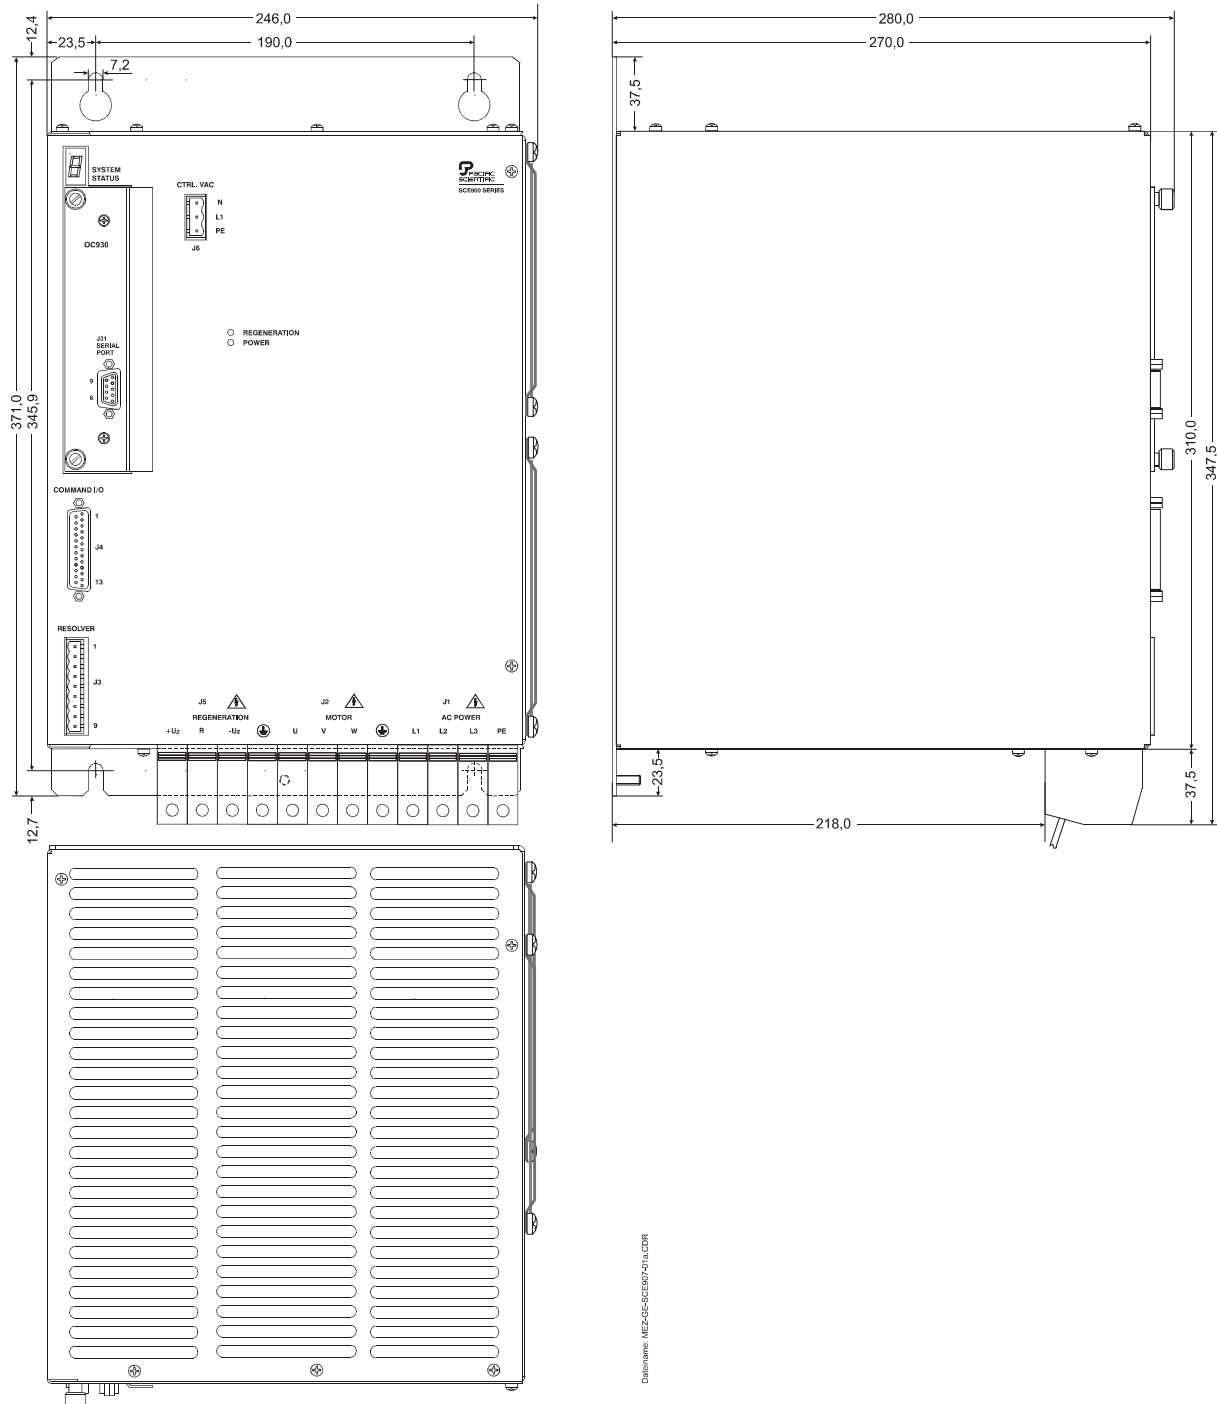 246,0
280,0
12,4
23,5
190,0
270,0
7,2
37,5
SYSTEM
STATUS
PACIFIC
SCIENTIFIC
SCE900 SERIES
CTRL. VAC
N
L1
PE
J6
OC930
REGENERATION
POWER
J31
SERIAL
PORT
9
6
371,0
345,9
310,0
347,5
COMMAND I/O
1
J4
13
RESOLVER
1
J3
9
J5
J2
J1
REGENERATION
MOTOR
AC POWER
+Uz
R
-Uz
U
V
W
L1
L2
L3
PE
23,5
37,5
12,7
218,0
Dateiname: MEZ-GE-SCE907-01a.CDR